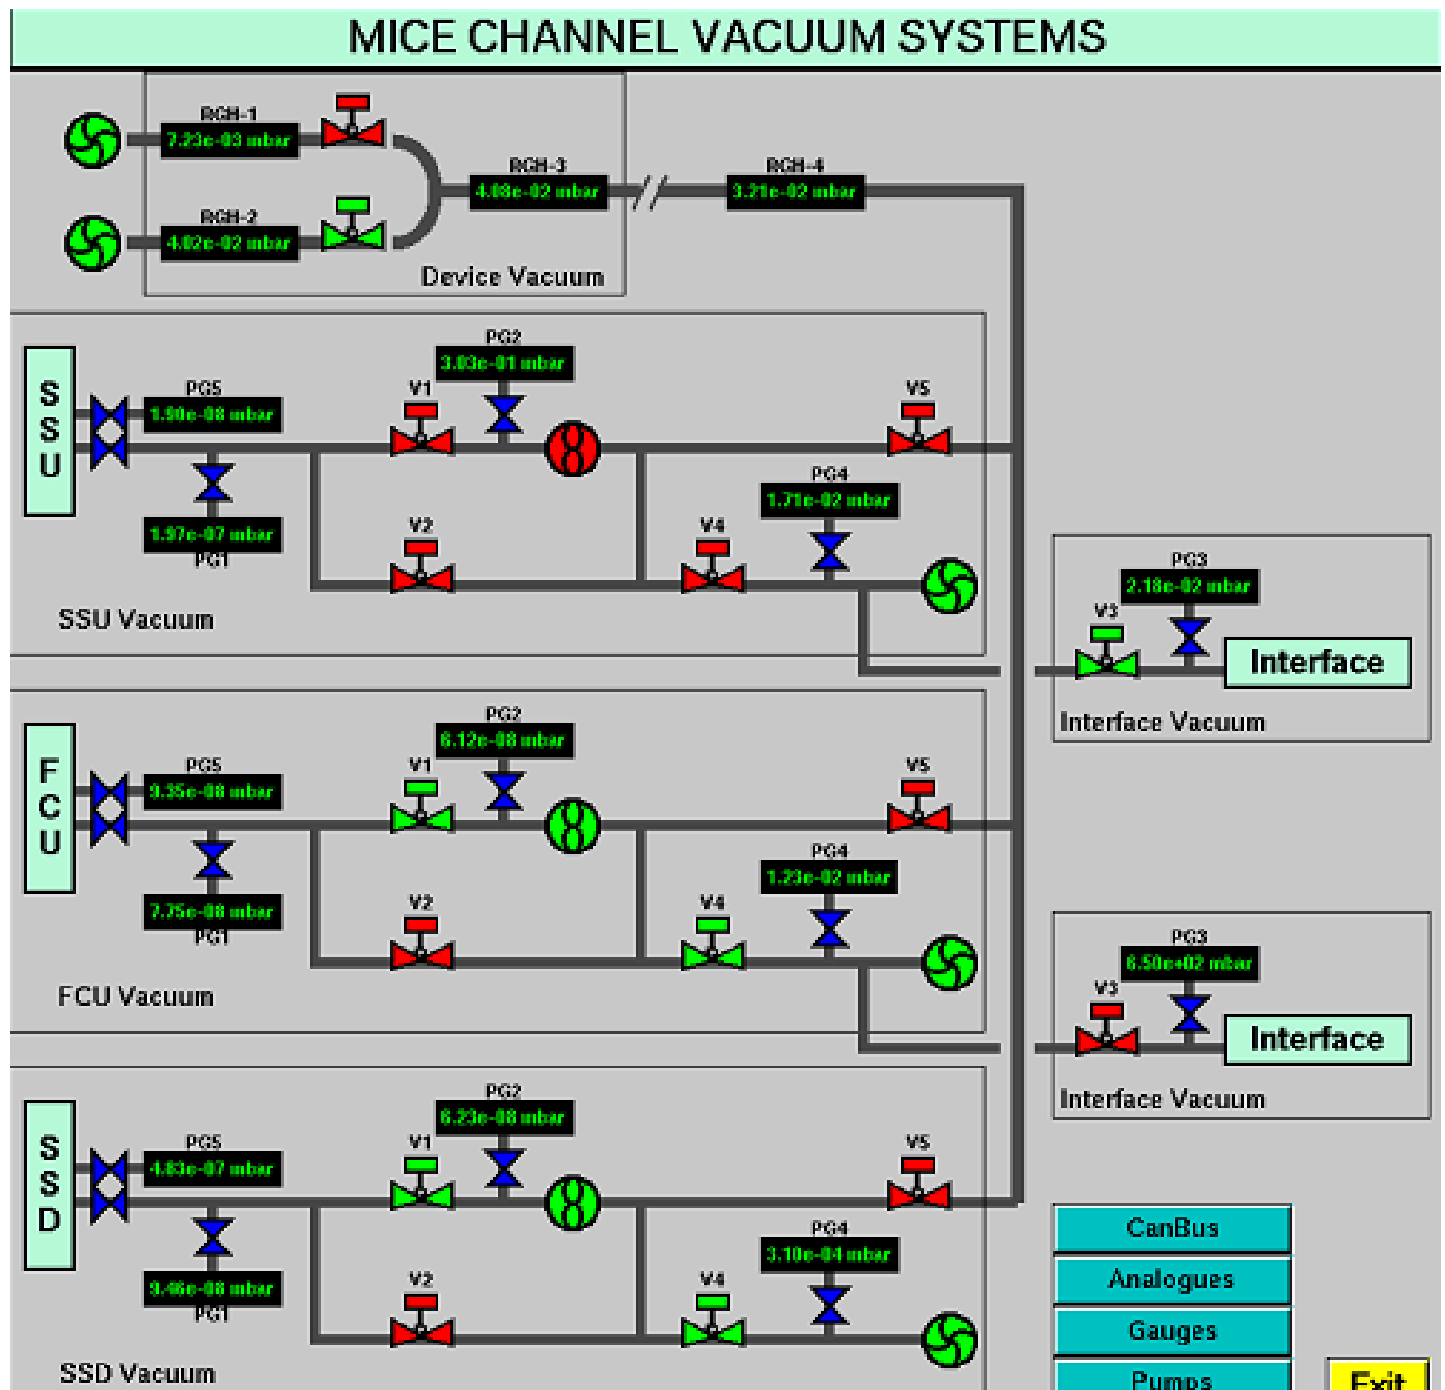 MICE CHANNEL VACUUM SYSTEMS
RGH-1
7.23e-03 mbar
RGH-3
4.08e-02 mbar
RGH-4
3.21e-02 mbar
RGH-2
4.02e-02 mbar
Device Vacuum
SSU
PG5
1.90e-08 mbar
V1
PG2
3.03e-01 mbar
V5
PG4
1.71e-02 mbar
1.97e-07 mbar
PG1
V2
V4
SSU Vacuum
PG3
2.18e-02 mbar
V3
Interface
Interface Vacuum
FCU
PG5
9.35e-08 mbar
V1
PG2
6.12e-08 mbar
V5
PG4
1.23e-02 mbar
7.75e-08 mbar
PG1
V2
V4
FCU Vacuum
PG3
6.50e+02 mbar
V3
Interface
Interface Vacuum
SSD
PG5
4.83e-07 mbar
V1
PG2
6.23e-08 mbar
V5
PG4
3.10e-04 mbar
9.46e-08 mbar
PG1
V2
V4
SSD Vacuum
CanBus
Analogues
Gauges
Pumps
Exit